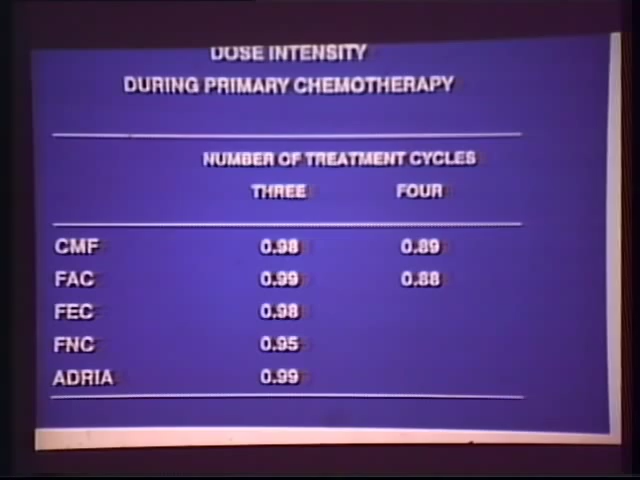 DOSE INTENSITY
DURING PRIMARY CHEMOTHERAPY
NUMBER OF TREATMENT CYCLES
THREE FOUR
CMF 0.98 0.89
FAC 0.99 0.88
FEC 0.98
FNC 0.95
ADRIA 0.99